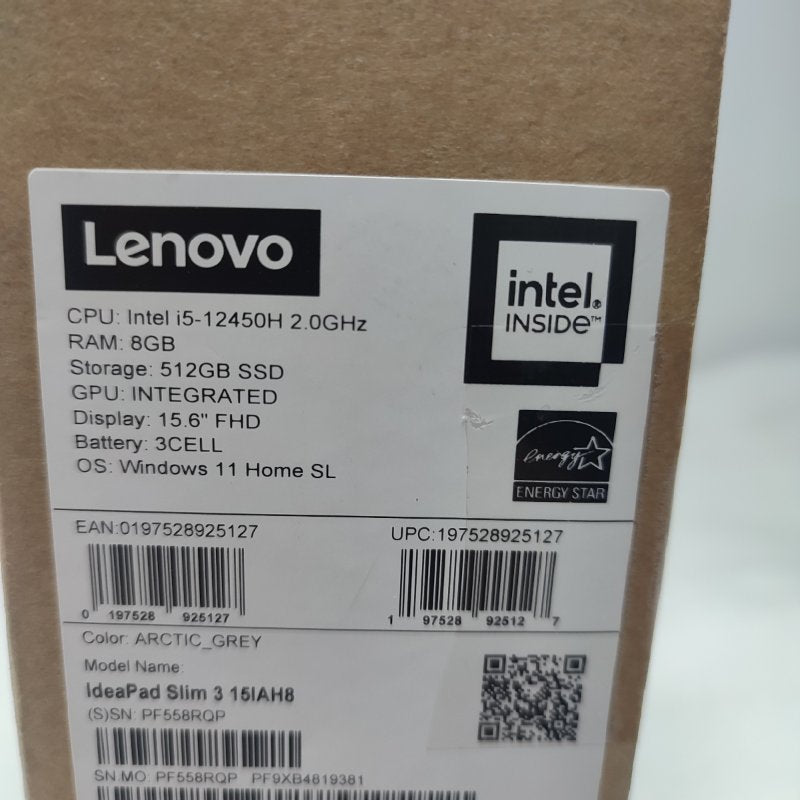 Lenovo
intel.
INSIDE™
CPU: Intel i5-12450H 2.0GHz
RAM: 8GB
Storage: 512GB SSD
GPU: INTEGRATED
Display: 15.6" FHD
Battery: 3CELL
OS: Windows 11 Home SL
energy
ENERGY STAR
EAN:0197528925127
UPC:197528925127
0 197528 925127
1 97528 92512 7
Color: ARCTIC_GREY
Model Name:
IdeaPad Slim 3 15IAH8
(S)SN: PF558RQP
SN.MO: PF558RQP PF9XB4819381